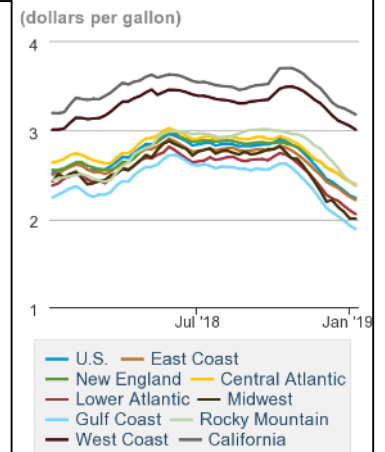 (dollars per gallon)
4
3
2
1
Jul '18 Jan '19
U.S. East Coast
New England Central Atlantic
Lower Atlantic Midwest
Gulf Coast Rocky Mountain
West Coast California